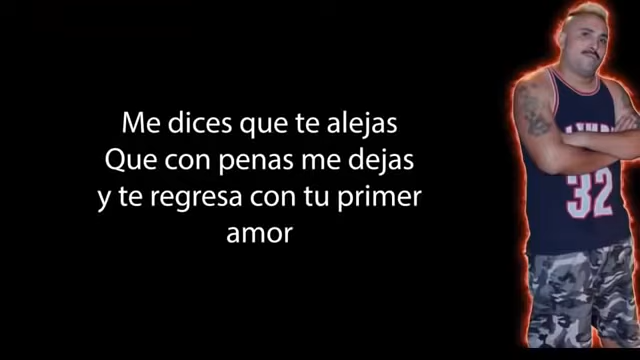 Me dices que te alejas
Que con penas me dejas
y te regresa con tu primer
amor
32